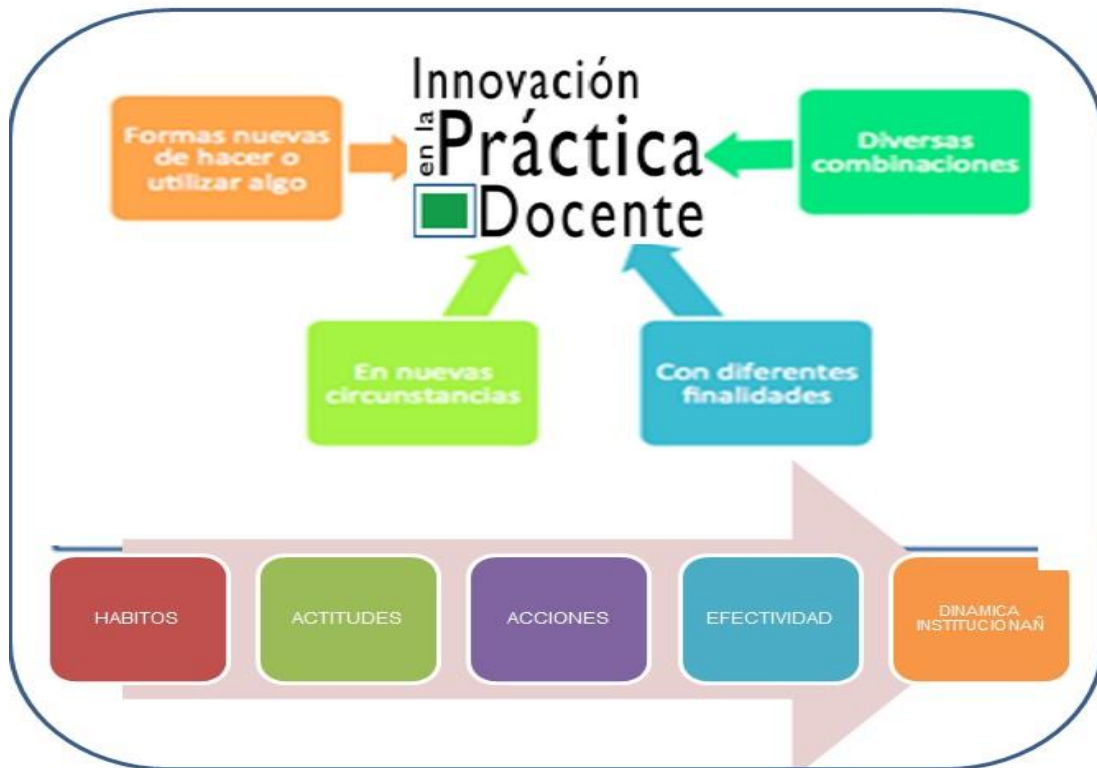 Innovación
en la
Práctica
Docente
Formas nuevas
de hacer o
utilizar algo
Diversas
combinaciones
En nuevas
circunstancias
Con diferentes
finalidades
HABITOS
ACTITUDES
ACCIONES
EFECTIVIDAD
DINAMICA
INSTITUCIONAÑ